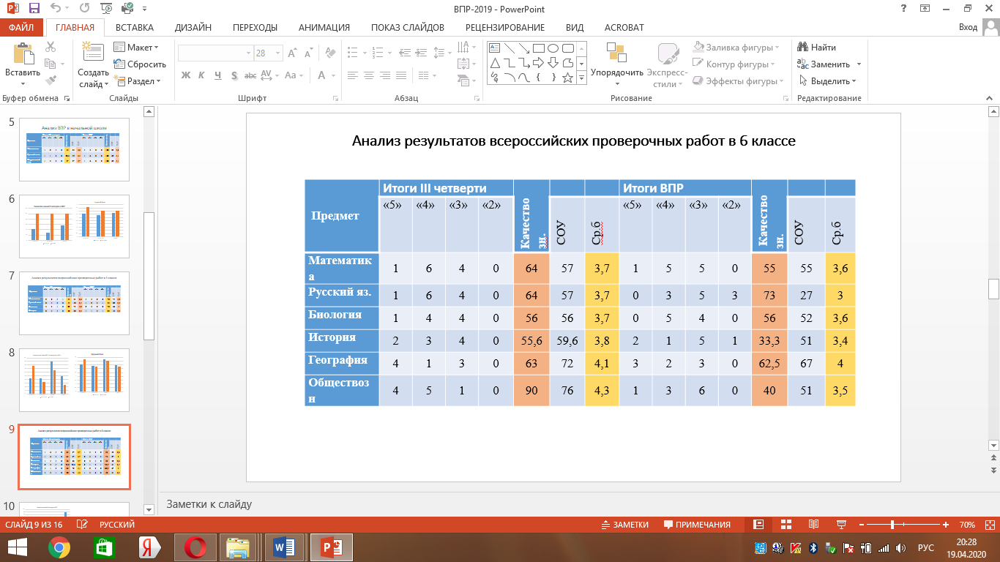 ВПР-2019 - PowerPoint
ФАЙЛ ГЛАВНАЯ ВСТАВКА ДИЗАЙН ПЕРЕХОДЫ АНИМАЦИЯ ПОКАЗ СЛАЙДОВ РЕЦЕНЗИРОВАНИЕ ВИД ACROBAT Вход
Вставить
Буфер обмена
Создать слайд
Макет
Сбросить
Раздел
Слайды
28
Ж К Ч S abc AV Aa А
Шрифт
Абзац
Упорядочить
Экспресс-стили
Заливка фигуры
Контур фигуры
Эффекты фигуры
Рисование
Найти
Заменить
Выделить
Редактирование
5
Анализ ВПР в начальной школе
6
7
8
9
10
Анализ результатов всероссийских проверочных работ в 6 классе
Предмет Итоги III четверти Качество зн. СОУ Ср.б Итоги ВПР Качество зн. СОУ Ср.б
«5» «4» «3» «2» «5» «4» «3» «2»
Математик
а 1 6 4 0 64 57 3,7 1 5 5 0 55 55 3,6
Русский яз. 1 6 4 0 64 57 3,7 0 3 5 3 73 27 3
Биология 1 4 4 0 56 56 3,7 0 5 4 0 56 52 3,6
История 2 3 4 0 55,6 59,6 3,8 2 1 5 1 33,3 51 3,4
География 4 1 3 0 63 72 4,1 3 2 3 0 62,5 67 4
Обществоз
н 4 5 1 0 90 76 4,3 1 3 6 0 40 51 3,5
Заметки к слайду
СЛАЙД 9 ИЗ 16 РУССКИЙ ЗАМЕТКИ ПРИМЕЧАНИЯ 70%
РУС
20:28
19.04.2020